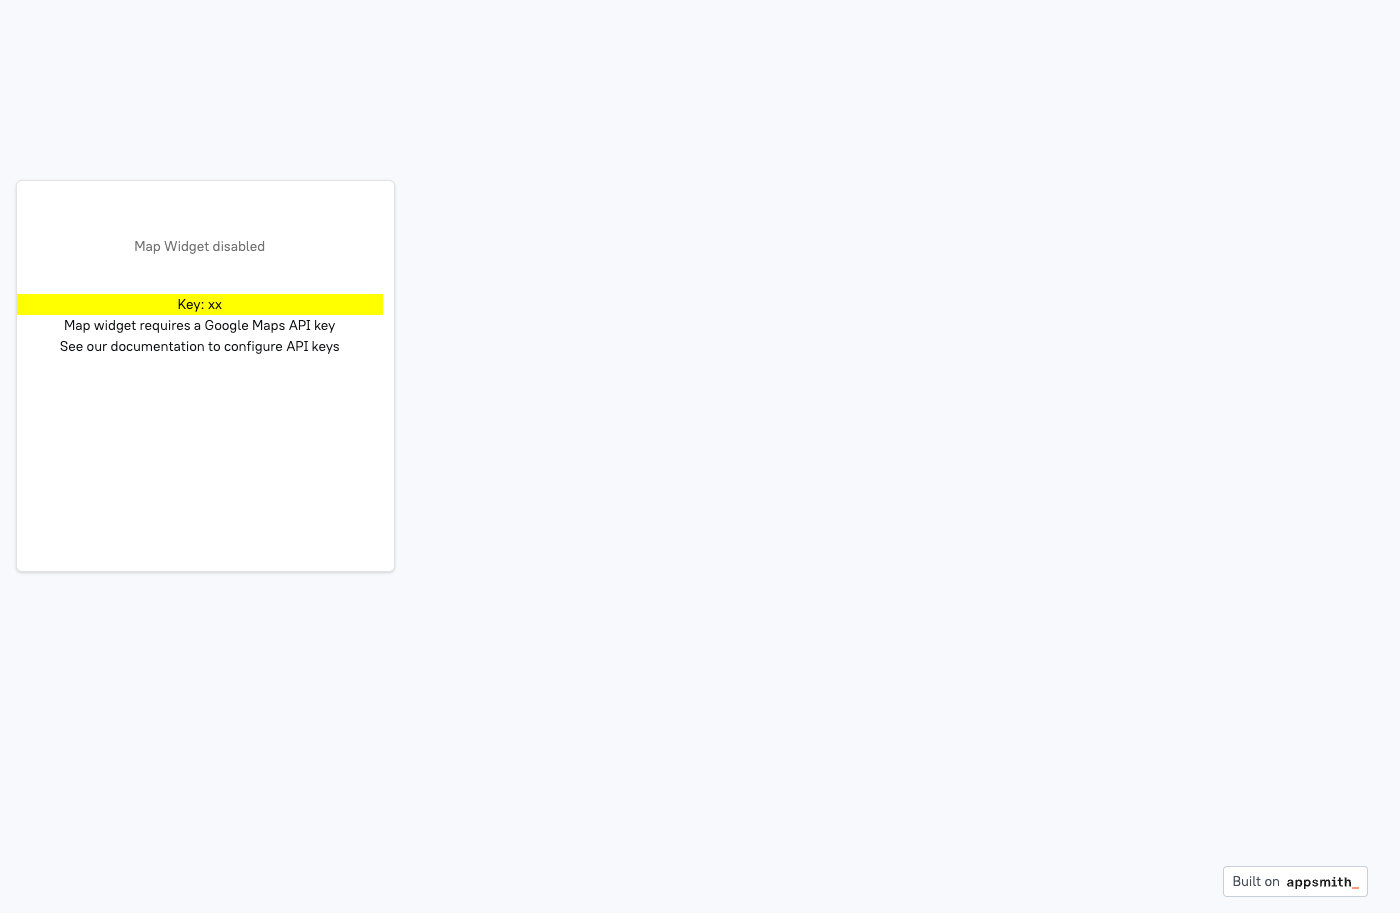 Map Widget disabled
Key: xx
Map widget requires a Google Maps API key
See our documentation to configure API keys
Built on appsmith_